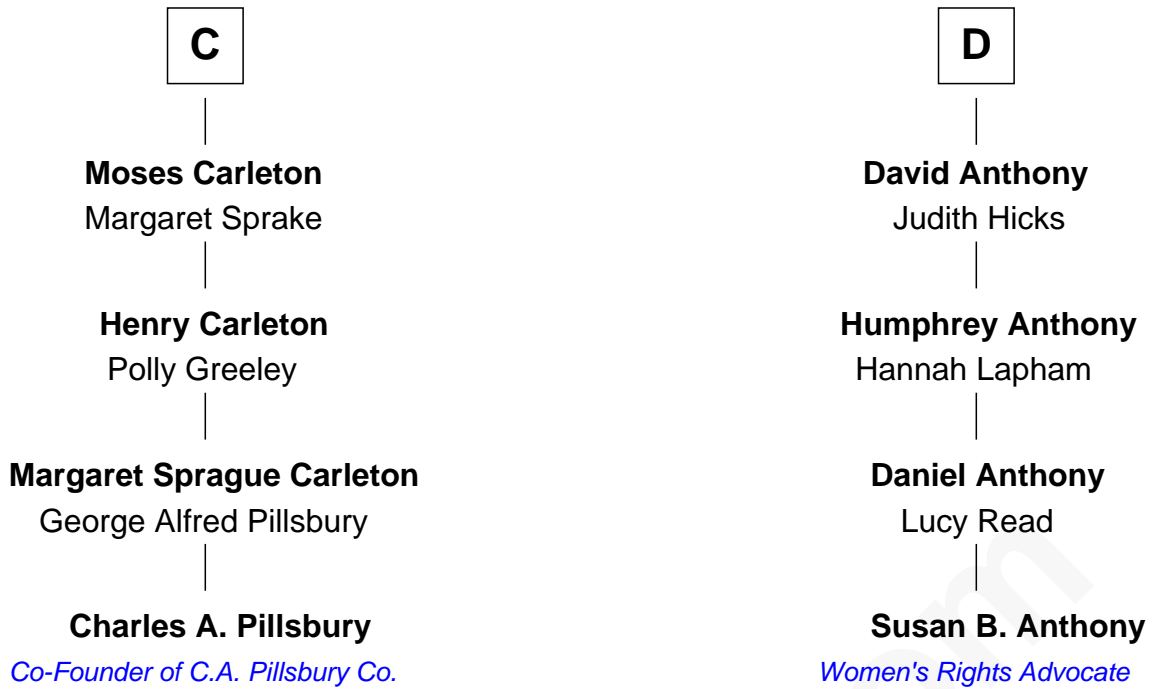 C
Moses Carleton
Margaret Sprake
Henry Carleton
Polly Greeley
Margaret Sprague Carleton
George Alfred Pillsbury
Charles A. Pillsbury
Co-Founder of C.A. Pillsbury Co.
D
David Anthony
Judith Hicks
Humphrey Anthony
Hannah Lapham
Daniel Anthony
Lucy Read
Susan B. Anthony
Women's Rights Advocate